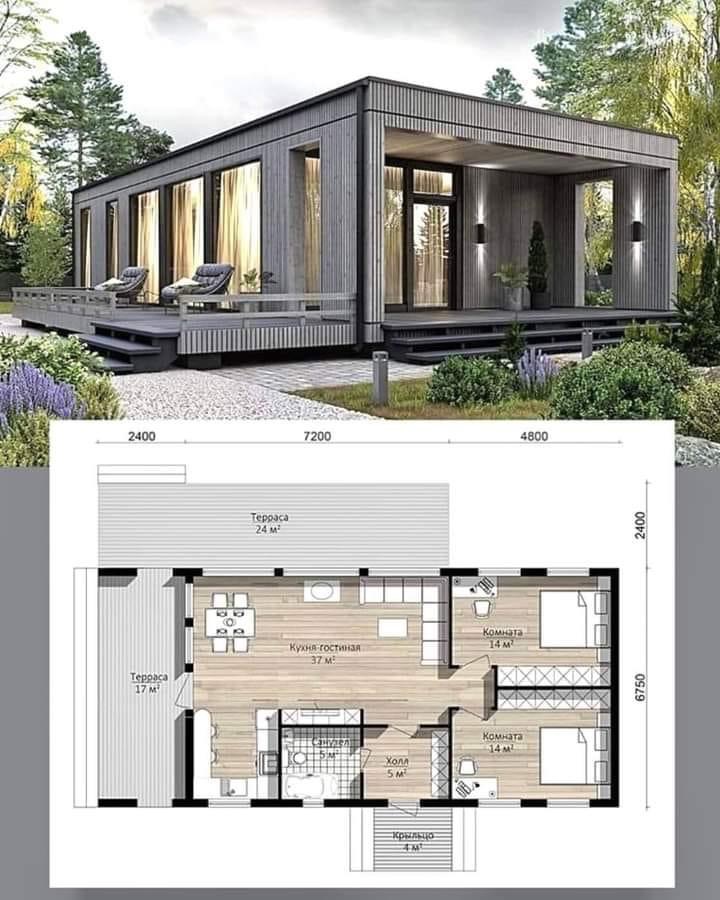 2400 7200 4800
Терраса
24 м²
2400
Комната
14 м²
Кухня-гостиная
37 м²
Терраса
17 м²
6750
Санузел
5 м²
Холл
5 м²
Комната
14 м²
Крыльцо
4 м²